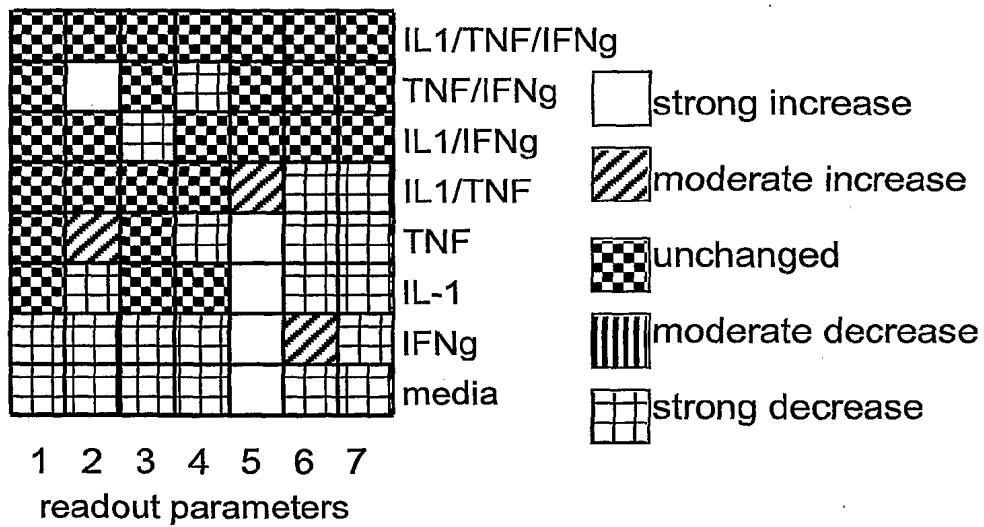 IL1/TNF/IFNg
TNF/IFNg
IL1/IFNg
IL1/TNF
TNF
IL-1
IFNg
media
strong increase
moderate increase
unchanged
moderate decrease
strong decrease
1 2 3 4 5 6 7
readout parameters